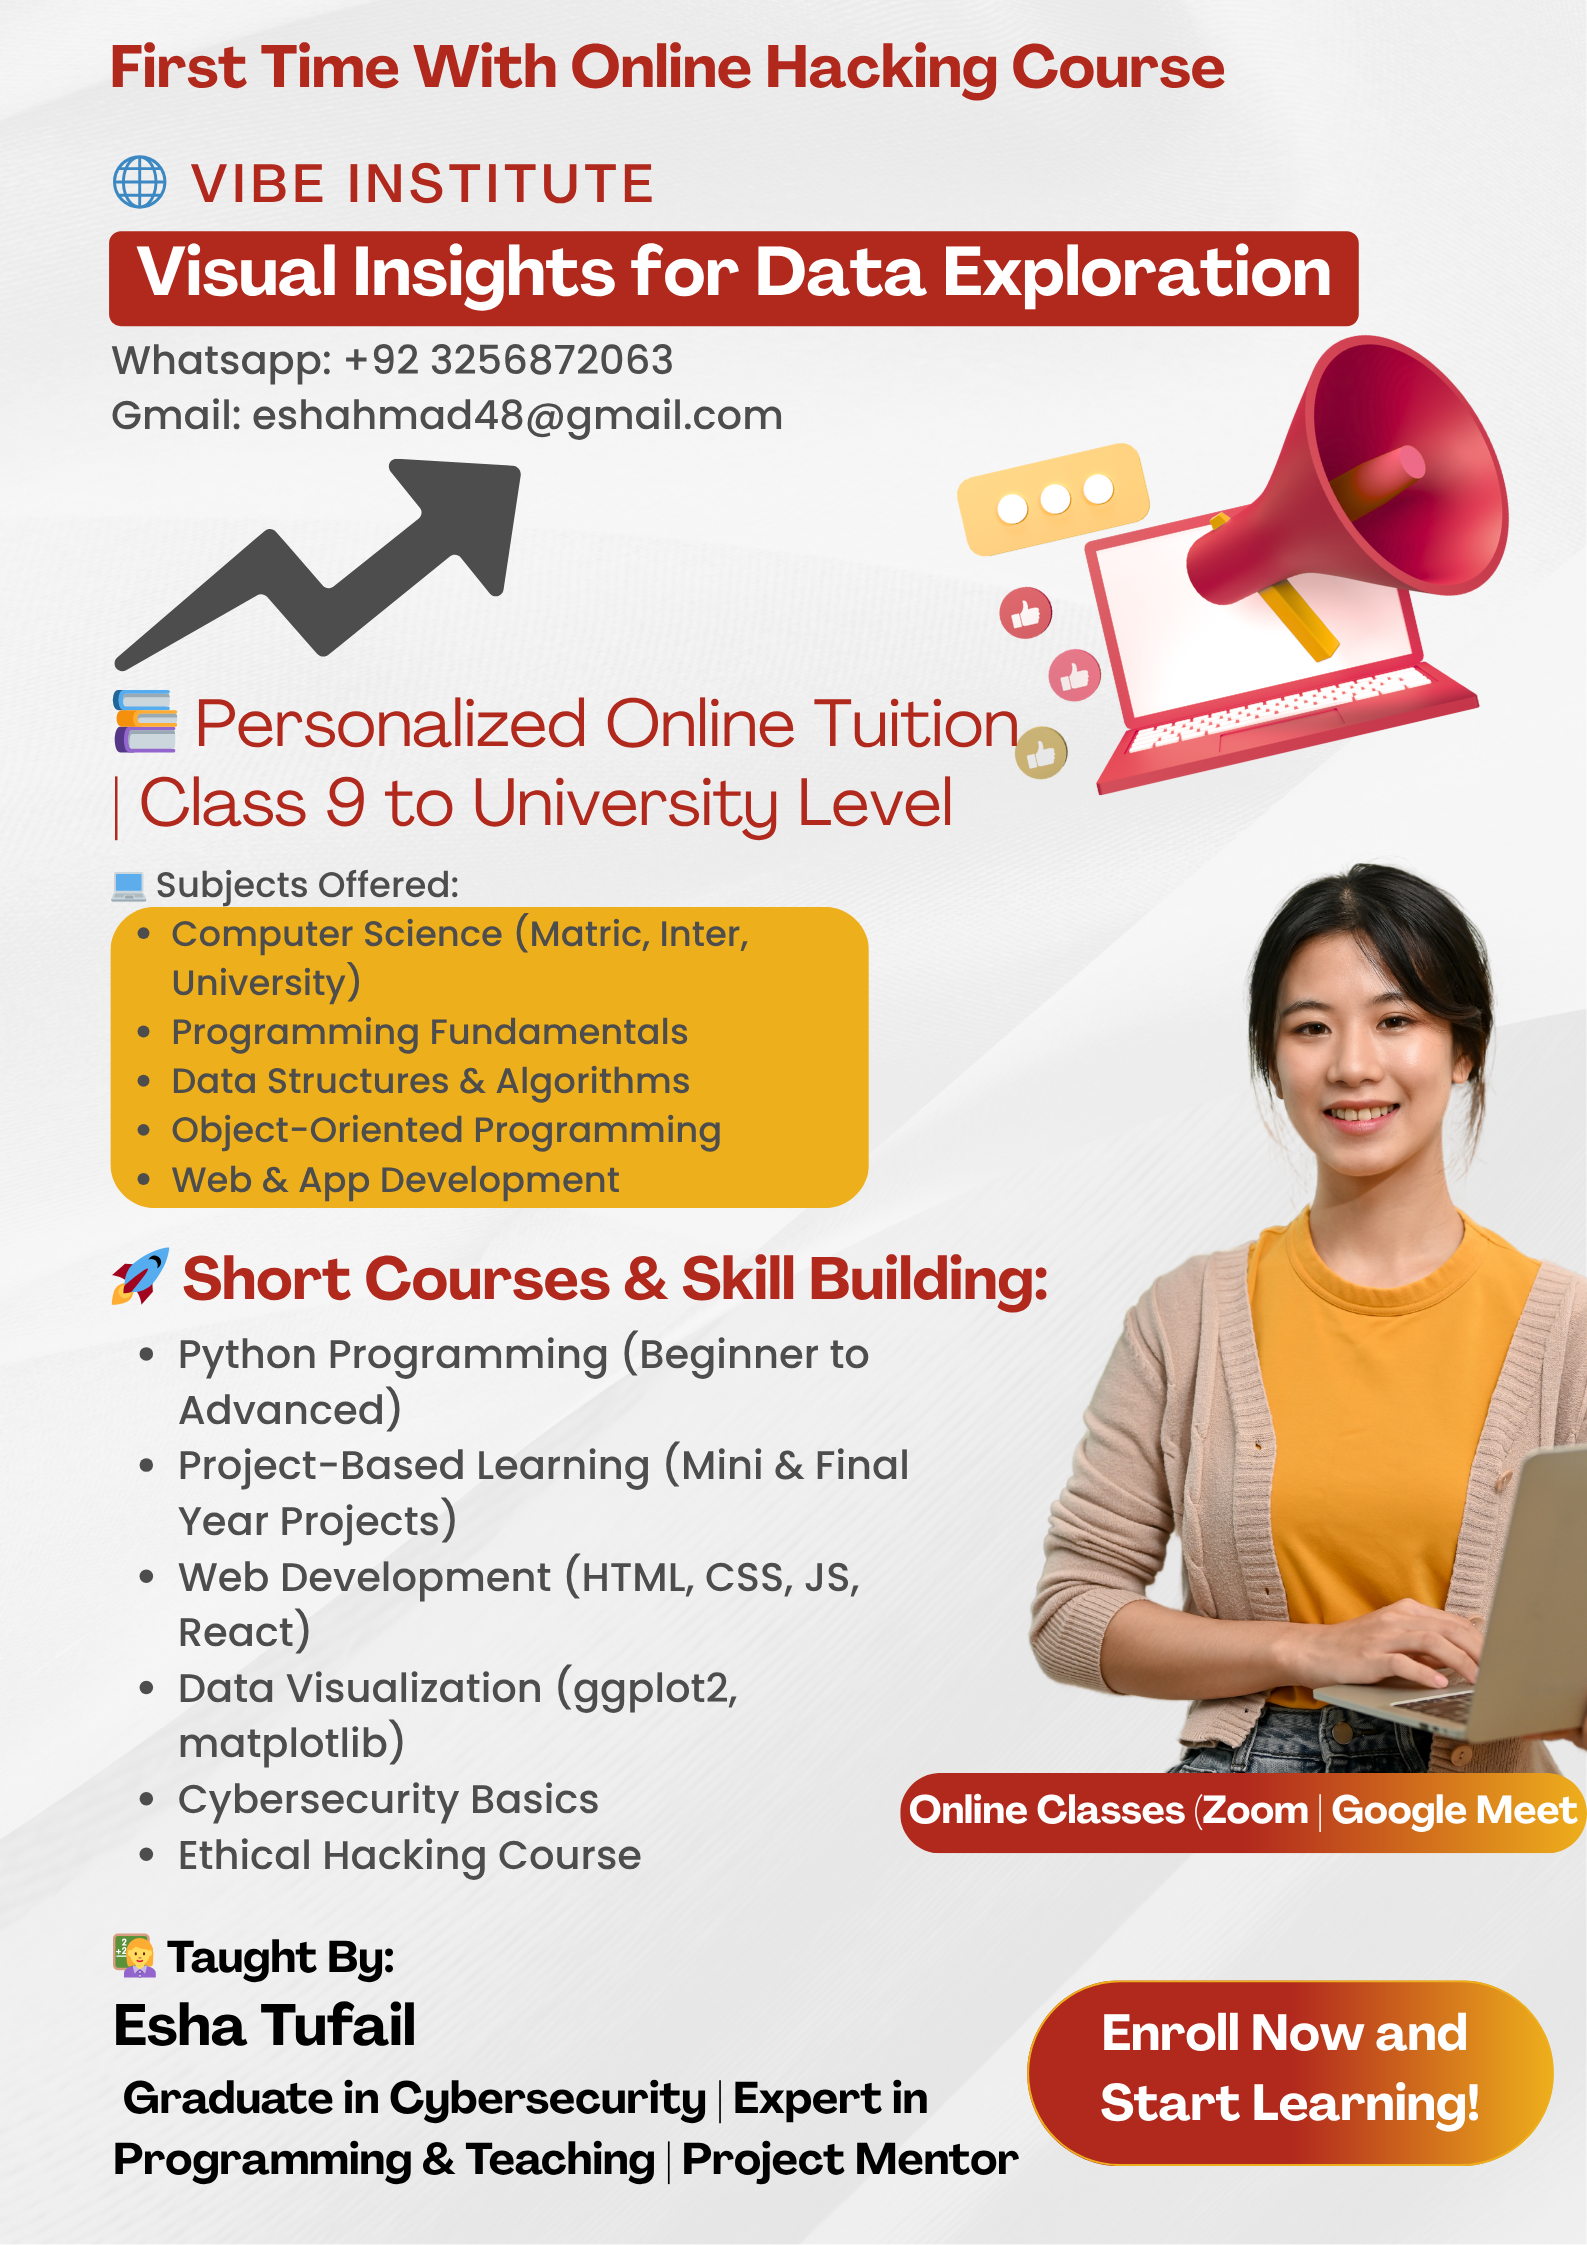 First Time With Online Hacking Course
VIBE INSTITUTE
Visual Insights for Data Exploration
Whatsapp: +92 3256872063
Gmail: eshahmad48@gmail.com
Personalized Online Tuition
| Class 9 to University Level
Subjects Offered:
• Computer Science (Matric, Inter,
University)
• Programming Fundamentals
• Data Structures & Algorithms
• Object-Oriented Programming
• Web & App Development
Short Courses & Skill Building:
• Python Programming (Beginner to
Advanced)
• Project-Based Learning (Mini & Final
Year Projects)
• Web Development (HTML, CSS, JS,
React)
• Data Visualization (ggplot2,
matplotlib)
• Cybersecurity Basics
• Ethical Hacking Course
Online Classes (Zoom | Google Meet
Taught By:
Esha Tufail
Graduate in Cybersecurity | Expert in
Programming & Teaching | Project Mentor
Enroll Now and
Start Learning!